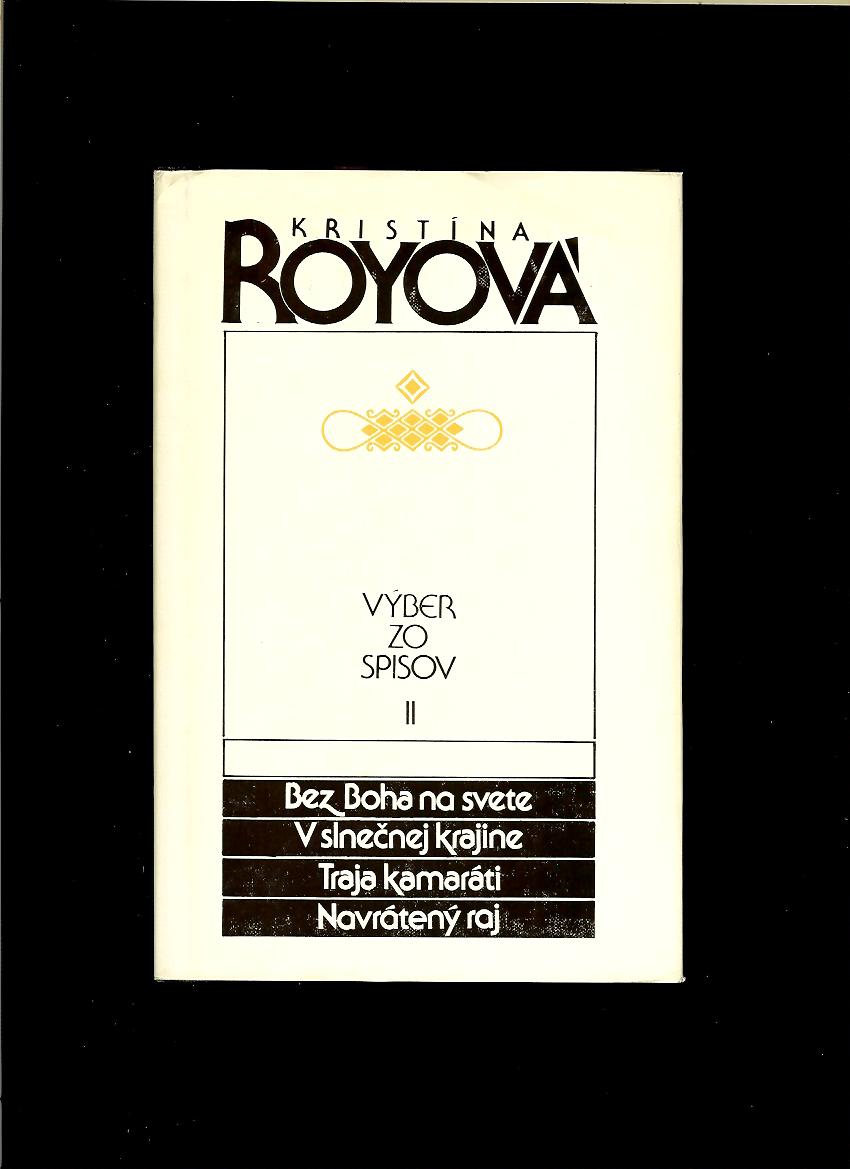 KRISTÍNA
ROYOVÁ
VÝBER
ZO
SPISOV
II
Bez Boha na svete
V slnečnej krajine
Traja kamaráti
Navrátený raj